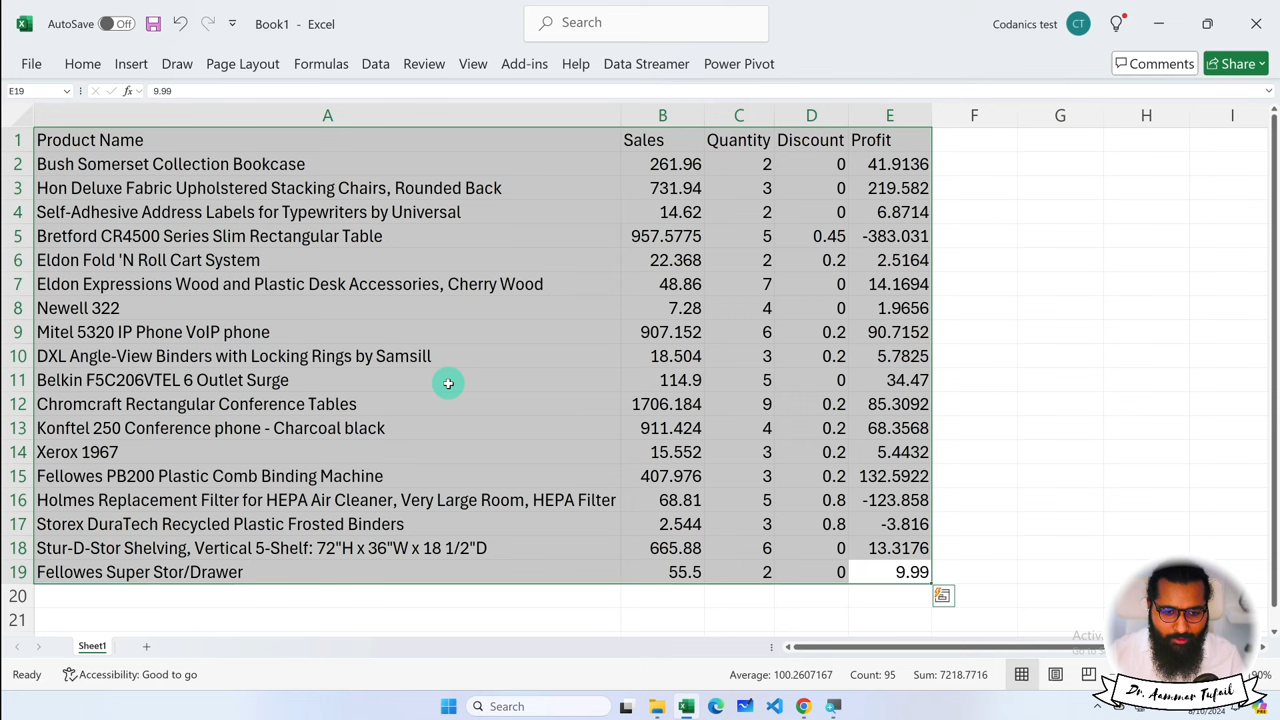 AutoSave Off Book1 - Excel Search Codanics test CT
File Home Insert Draw Page Layout Formulas Data Review View Add-ins Help Data Streamer Power Pivot Comments Share
E19 fx 9.99
A B C D E F G H I
1 Product Name Sales Quantity Discount Profit
2 Bush Somerset Collection Bookcase 261.96 2 0 41.9136
3 Hon Deluxe Fabric Upholstered Stacking Chairs, Rounded Back 731.94 3 0 219.582
4 Self-Adhesive Address Labels for Typewriters by Universal 14.62 2 0 6.8714
5 Bretford CR4500 Series Slim Rectangular Table 957.5775 5 0.45 -383.031
6 Eldon Fold 'N Roll Cart System 22.368 2 0.2 2.5164
7 Eldon Expressions Wood and Plastic Desk Accessories, Cherry Wood 48.86 7 0 14.1694
8 Newell 322 7.28 4 0 1.9656
9 Mitel 5320 IP Phone VoIP phone 907.152 6 0.2 90.7152
10 DXL Angle-View Binders with Locking Rings by Samsill 18.504 3 0.2 5.7825
11 Belkin F5C206VTEL 6 Outlet Surge 114.9 5 0 34.47
12 Chromcraft Rectangular Conference Tables 1706.184 9 0.2 85.3092
13 Konftel 250 Conference phone - Charcoal black 911.424 4 0.2 68.3568
14 Xerox 1967 15.552 3 0.2 5.4432
15 Fellowes PB200 Plastic Comb Binding Machine 407.976 3 0.2 132.5922
16 Holmes Replacement Filter for HEPA Air Cleaner, Very Large Room, HEPA Filter 68.81 5 0.8 -123.858
17 Storex DuraTech Recycled Plastic Frosted Binders 2.544 3 0.8 -3.816
18 Stur-D-Stor Shelving, Vertical 5-Shelf: 72"H x 36"W x 18 1/2"D 665.88 6 0 13.3176
19 Fellowes Super Stor/Drawer 55.5 2 0 9.99
20
21
Sheet1
Ready Accessibility: Good to go Average: 100.2607167 Count: 95 Sum: 7218.7716
Dr. Aammar Tufail
Search 8/10/2024